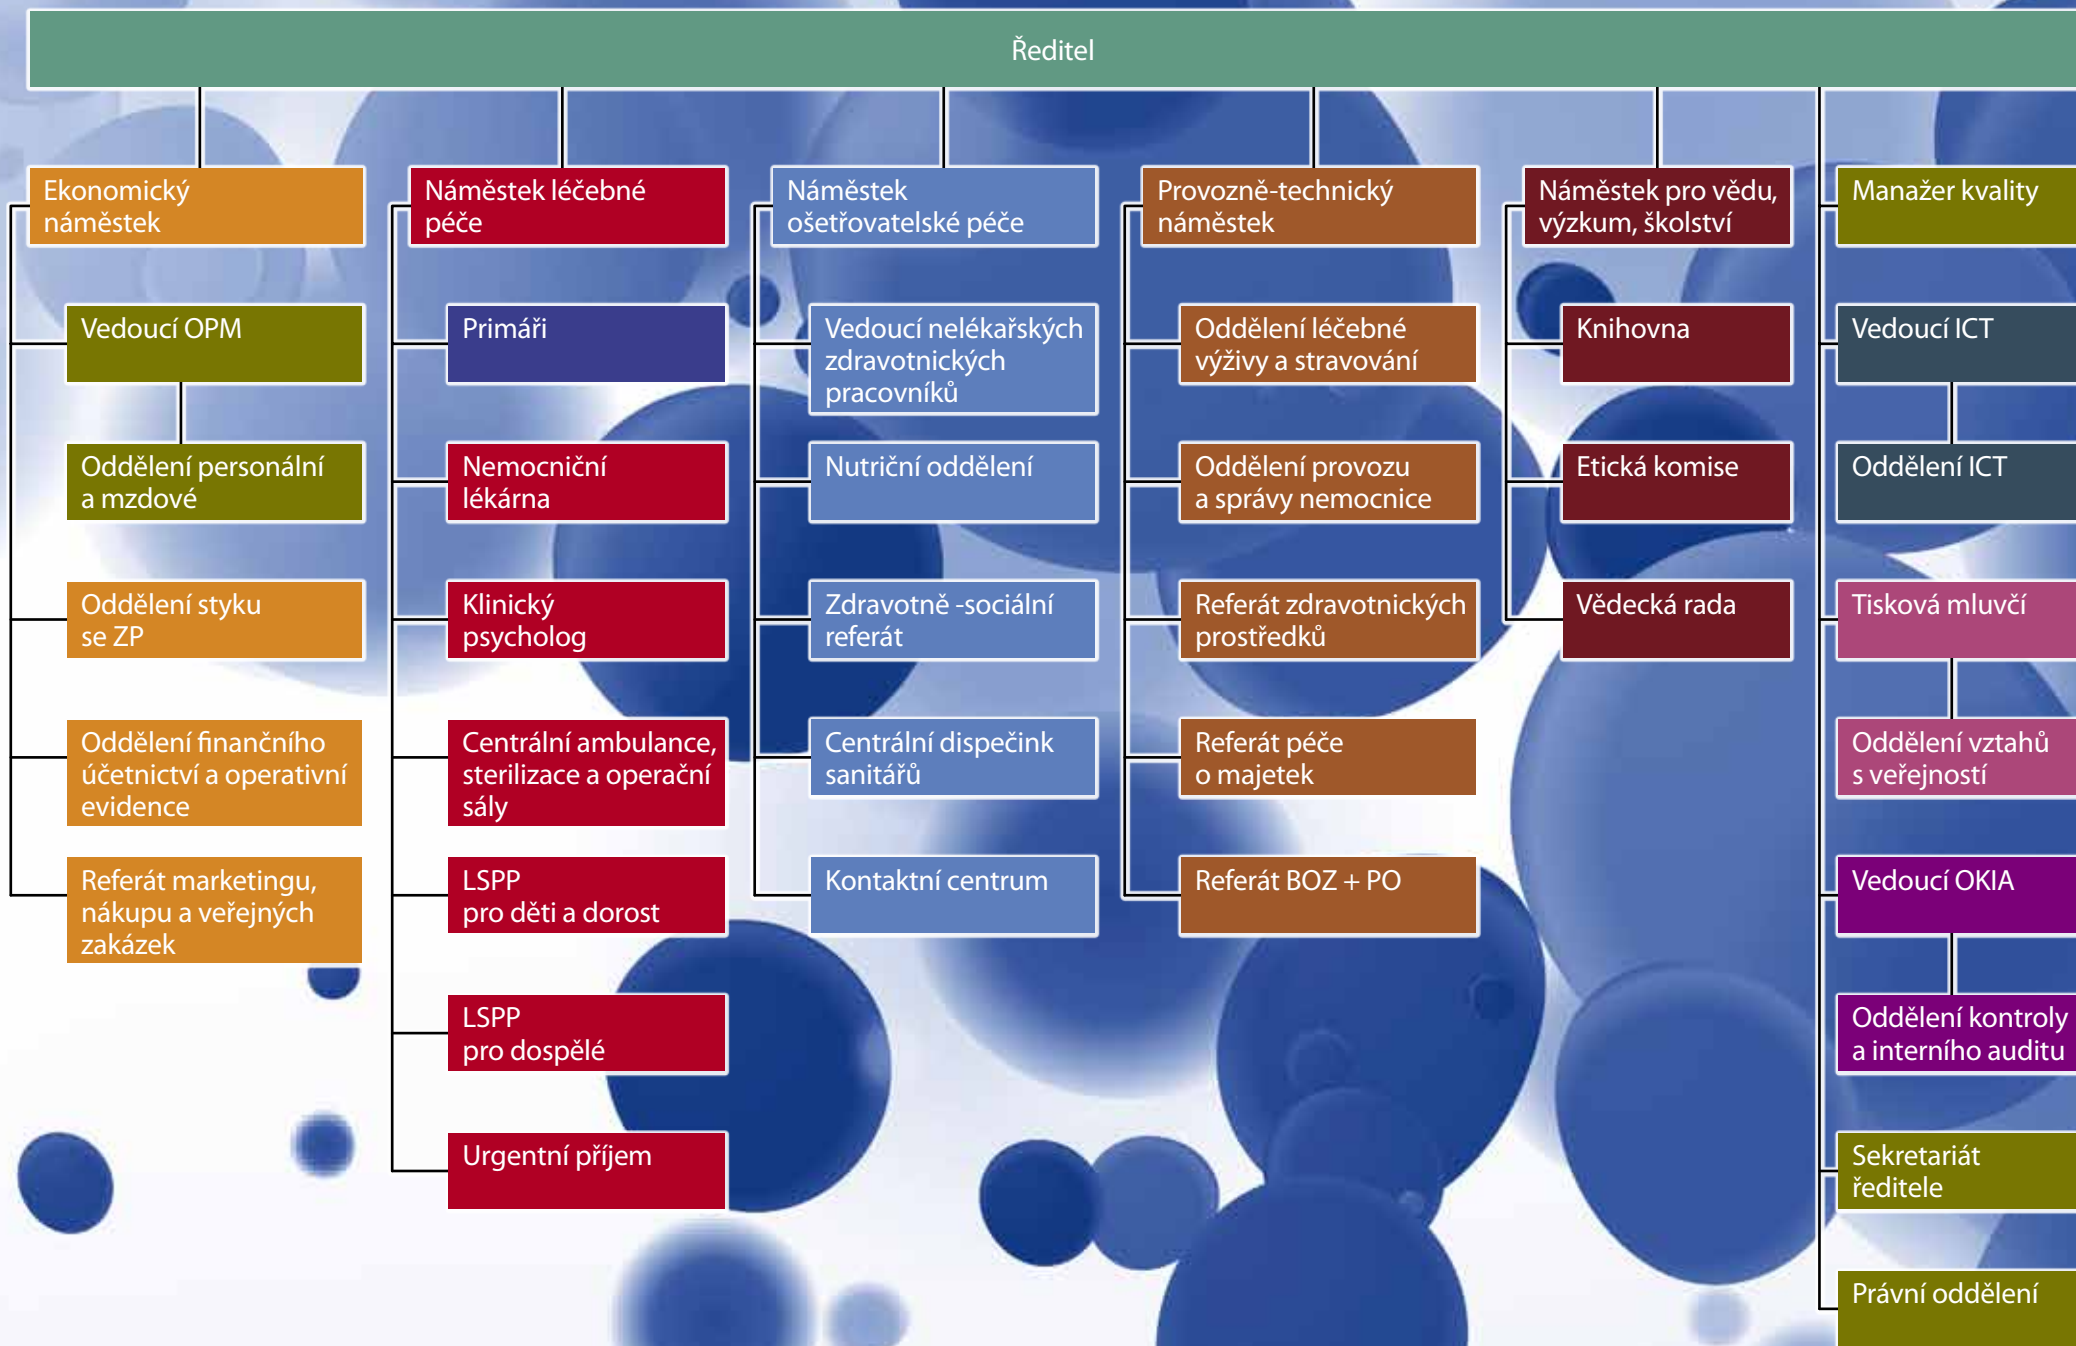 Ředitel
Ekonomický
náměstek
Vedoucí OPM
Oddělení personální
a mzdové
Oddělení styku
se ZP
Oddělení finančního
účetnictví a operativní
evidence
Referát marketingu,
nákupu a veřejných
zakázek
Náměstek léčebné
péče
Primáři
Nemocniční
lékárna
Klinický
psycholog
Centrální ambulance,
sterilizace a operační
sály
LSPP
pro děti a dorost
LSPP
pro dospělé
Urgentní příjem
Náměstek
ošetřovatelské péče
Vedoucí nelékařských
zdravotnických
pracovníků
Nutriční oddělení
Zdravotně -sociální
referát
Centrální dispečink
sanitářů
Kontaktní centrum
Provozně-technický
náměstek
Oddělení léčebné
výživy a stravování
Oddělení provozu
a správy nemocnice
Referát zdravotnických
prostředků
Referát péče
o majetek
Referát BOZ + PO
Náměstek pro vědu,
výzkum, školství
Knihovna
Etická komise
Vědecká rada
Manažer kvality
Vedoucí ICT
Oddělení ICT
Tisková mluvčí
Oddělení vztahů
s veřejností
Vedoucí OKIA
Oddělení kontroly
a interního auditu
Sekretariát
ředitele
Právní oddělení